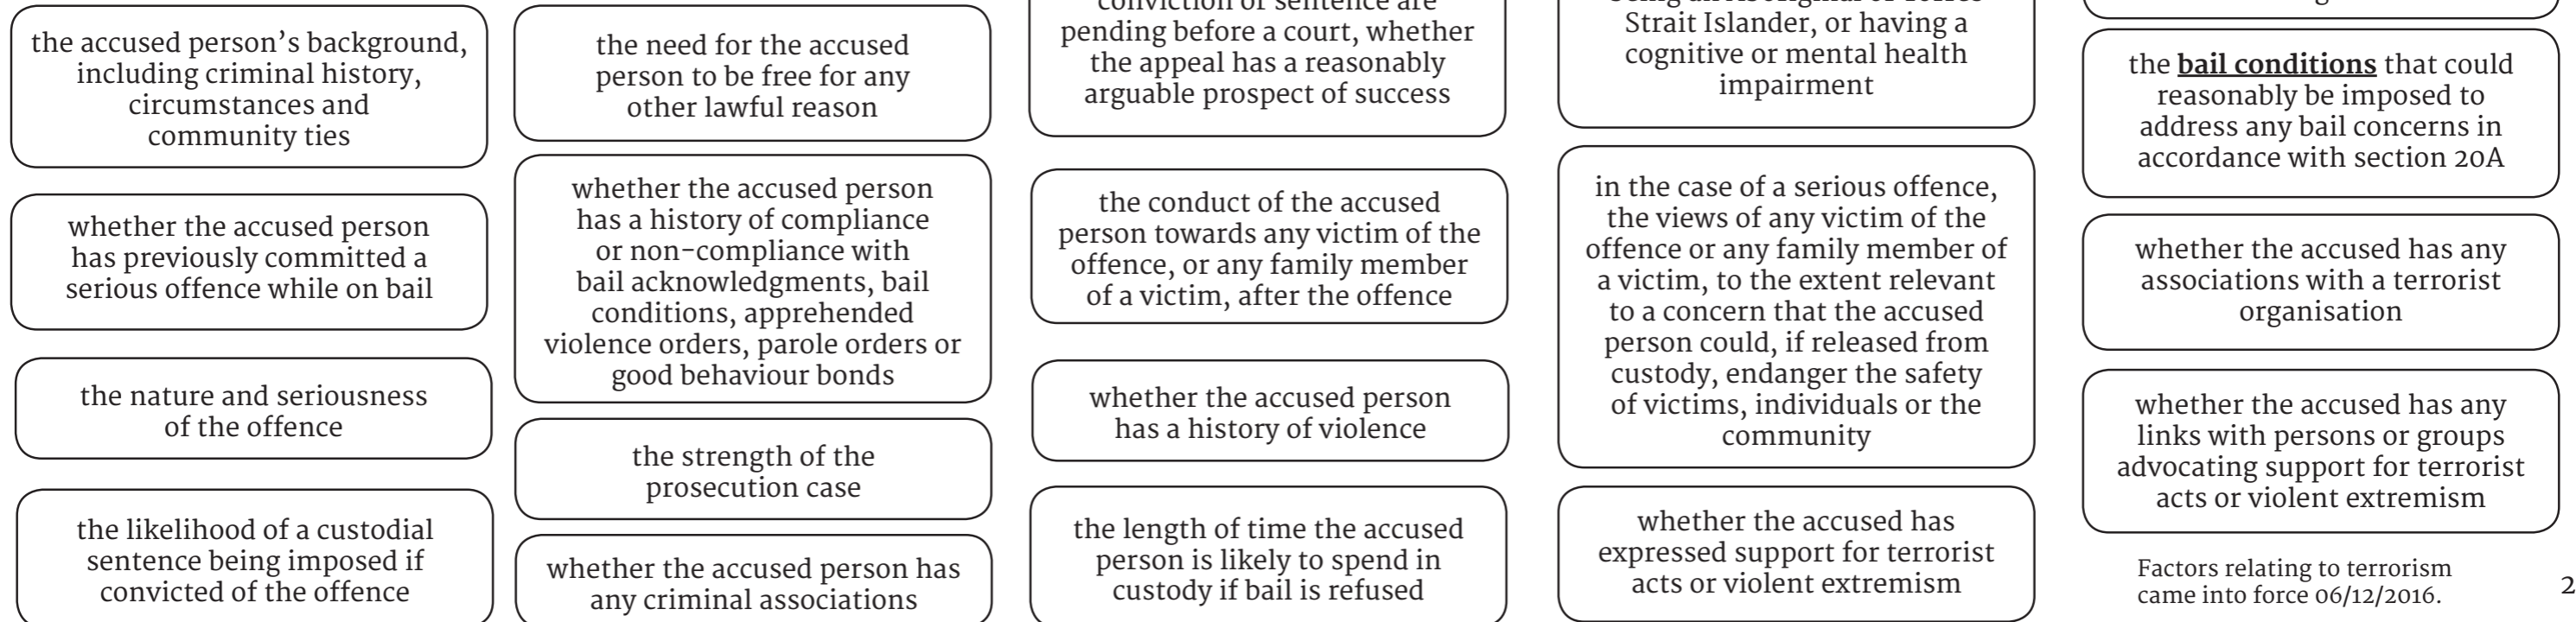 the accused person’s background,
including criminal history,
circumstances and
community ties
whether the accused person
has previously committed a
serious offence while on bail
the nature and seriousness
of the offence
the likelihood of a custodial
sentence being imposed if
convicted of the offence
the need for the accused
person to be free for any
other lawful reason
whether the accused person
has a history of compliance
or non-compliance with
bail acknowledgments, bail
conditions, apprehended
violence orders, parole orders or
good behaviour bonds
the strength of the
prosecution case
whether the accused person has
any criminal associations
conviction or sentence are
pending before a court, whether
the appeal has a reasonably
arguable prospect of success
the conduct of the accused
person towards any victim of the
offence, or any family member
of a victim, after the offence
whether the accused person
has a history of violence
the length of time the accused
person is likely to spend in
custody if bail is refused
being an Aboriginal or Torres
Strait Islander, or having a
cognitive or mental health
impairment
in the case of a serious offence,
the views of any victim of the
offence or any family member of
a victim, to the extent relevant
to a concern that the accused
person could, if released from
custody, endanger the safety
of victims, individuals or the
community
whether the accused has
expressed support for terrorist
acts or violent extremism
the bail conditions that could
reasonably be imposed to
address any bail concerns in
accordance with section 20A
whether the accused has any
associations with a terrorist
organisation
whether the accused has any
links with persons or groups
advocating support for terrorist
acts or violent extremism
Factors relating to terrorism
came into force 06/12/2016.
2